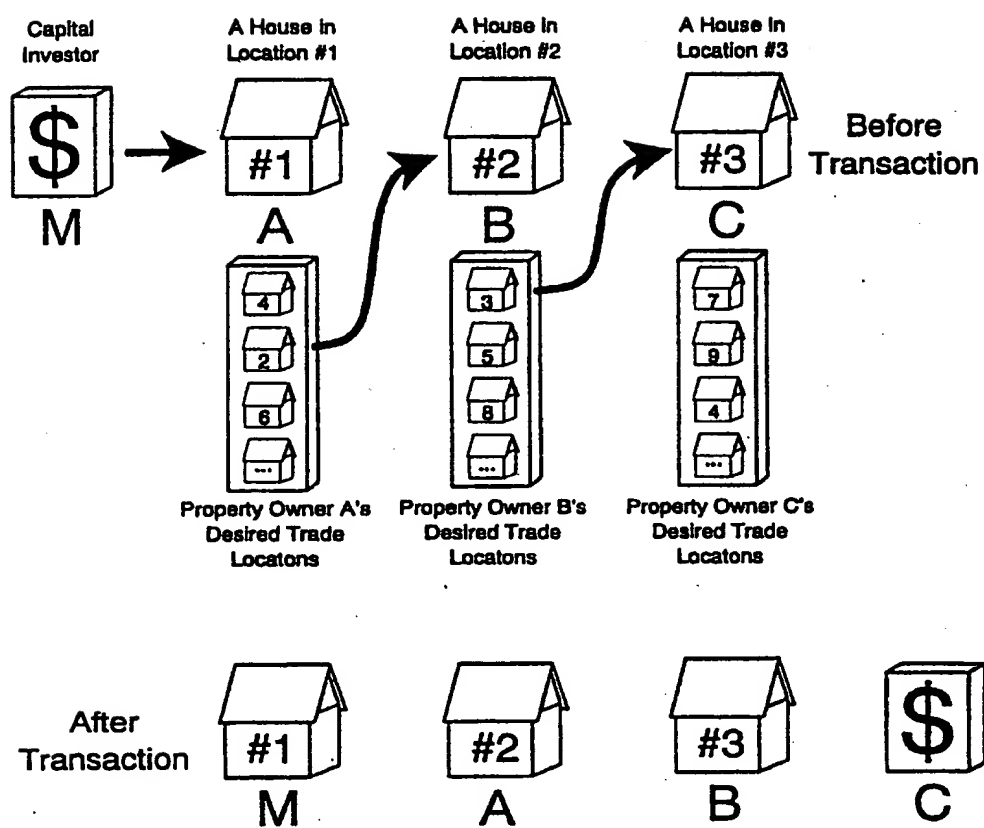 Capital
Investor
A House in
Location #1
A House in
Location #2
A House in
Location #3
$
#1
#2
#3
Before
Transaction
M
A
B
C
4
2
6
...
3
5
8
...
7
9
4
...
Property Owner A's
Desired Trade
Locatons
Property Owner B's
Desired Trade
Locatons
Property Owner C's
Desired Trade
Locatons
After
Transaction
#1
#2
#3
$
M
A
B
C